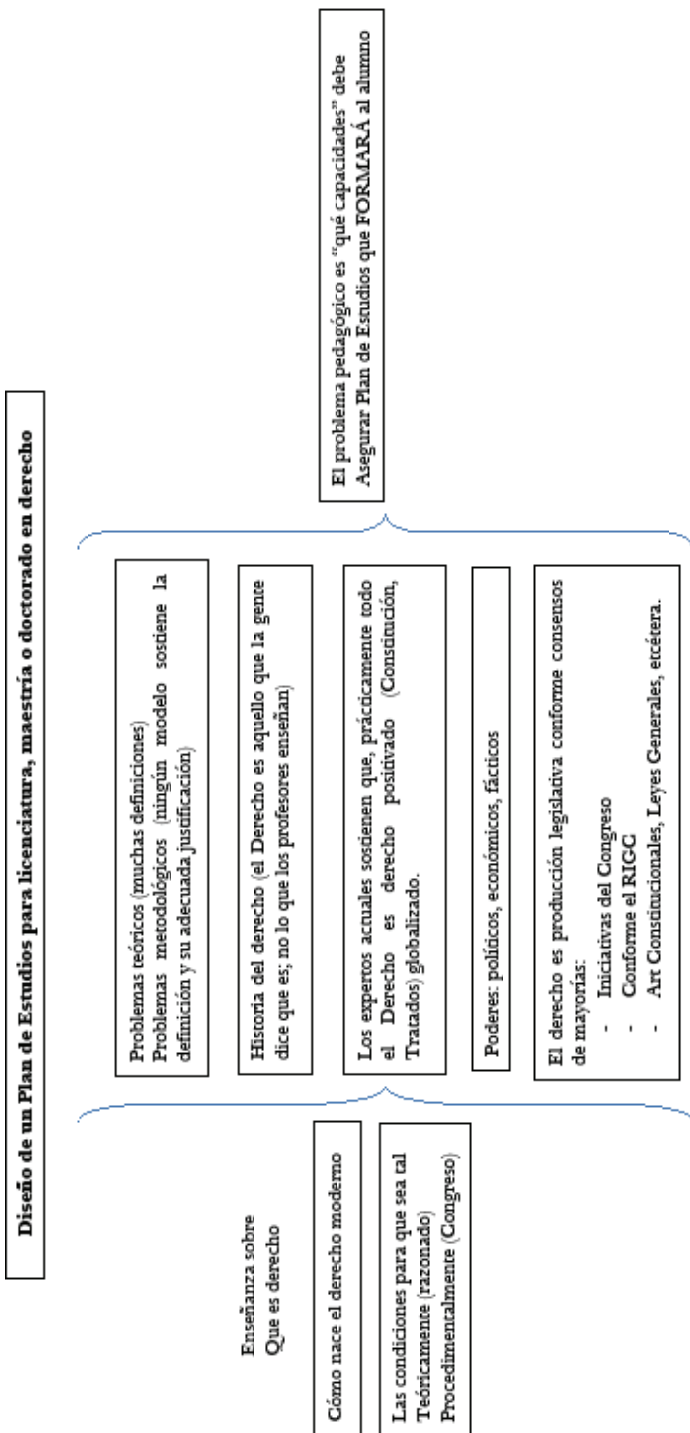 Diseño de un Plan de Estudios para licenciatura, maestría o doctorado en derecho
Enseñanza sobre
Que es derecho
Cómo nace el derecho moderno
Las condiciones para que sea tal
Teóricamente (razonado)
Procedimentalmente (Congreso)
Problemas teóricos (muchas definiciones)
Problemas metodológicos (ningún modelo sostiene la
definición y su adecuada justificación)
Historia del derecho (el Derecho es aquello que la gente
dice que es; no lo que los profesores enseñan)
Los expertos actuales sostienen que, prácticamente todo
el Derecho es derecho positivado (Constitución,
Tratados) globalizado.
Poderes: políticos, económicos, fácticos
El derecho es producción legislativa conforme consensos
de mayorías:
- Iniciativas del Congreso
- Conforme el RIGC
- Art Constitucionales, Leyes Generales, etcétera.
El problema pedagógico es “qué capacidades” debe
Asegurar Plan de Estudios que FORMARÁ al alumno